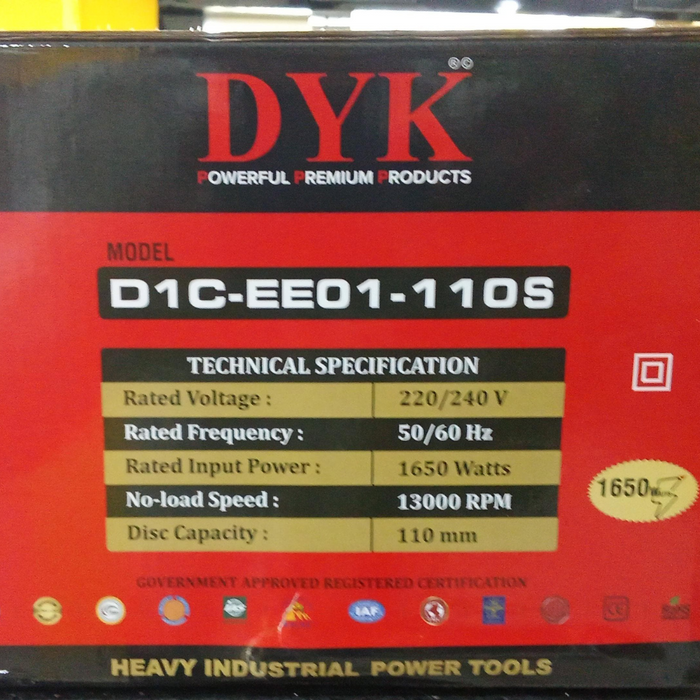 DYK ®©
POWERFUL PREMIUM PRODUCTS
MODEL
D1C-EE01-110S
TECHNICAL SPECIFICATION
Rated Voltage : 220/240 V
Rated Frequency : 50/60 Hz
Rated Input Power : 1650 Watts
No-load Speed : 13000 RPM
Disc Capacity : 110 mm
1650
GOVERNMENT APPROVED REGISTERED CERTIFICATION
IAF
HEAVY INDUSTRIAL POWER TOOLS